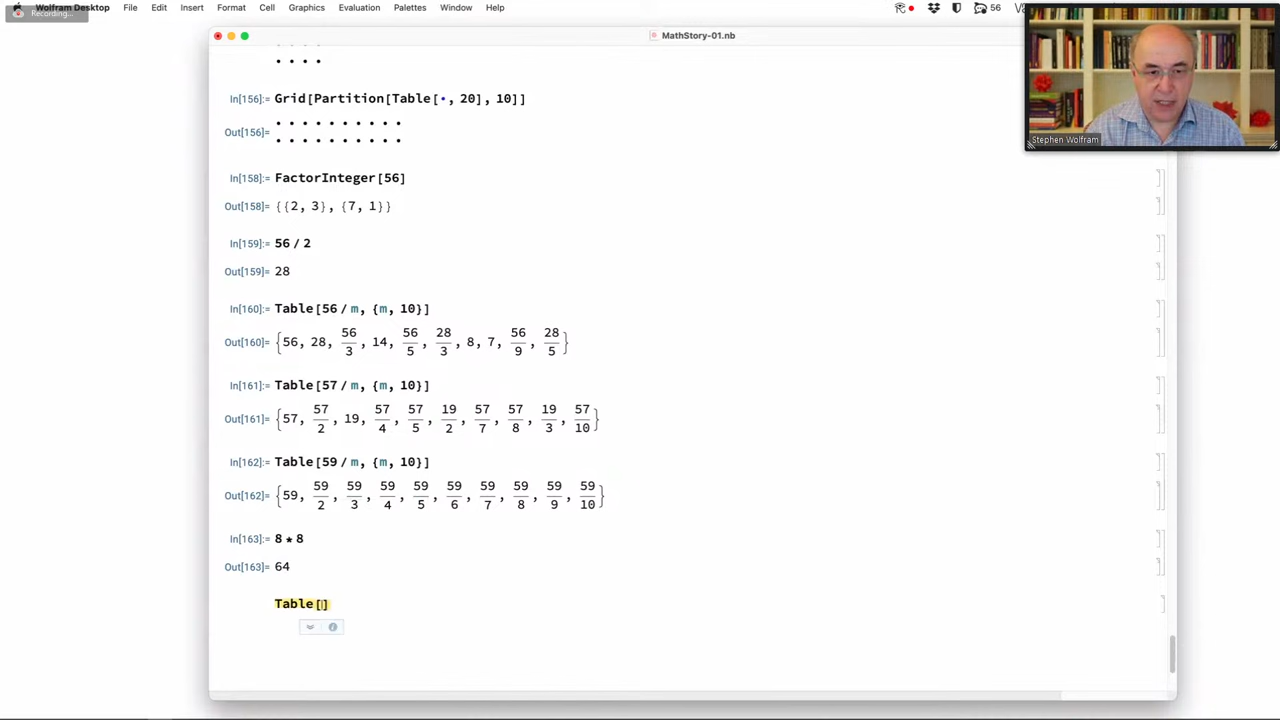 Wolfram Desktop File Edit Insert Format Cell Graphics Evaluation Palettes Window Help 56
Recording...
MathStory-01.nb
Stephen Wolfram
In[156]:= Grid[Partition[Table[•, 20], 10]]
Out[156]=
In[158]:= FactorInteger[56]
Out[158]= {{2, 3}, {7, 1}}
In[159]:= 56 / 2
Out[159]= 28
In[160]:= Table[56 / m, {m, 10}]
Out[160]= {56, 28, 56/3, 14, 56/5, 28/3, 8, 7, 56/9, 28/5}
In[161]:= Table[57 / m, {m, 10}]
Out[161]= {57, 57/2, 19, 57/4, 57/5, 19/2, 57/7, 57/8, 19/3, 57/10}
In[162]:= Table[59 / m, {m, 10}]
Out[162]= {59, 59/2, 59/3, 59/4, 59/5, 59/6, 59/7, 59/8, 59/9, 59/10}
In[163]:= 8 * 8
Out[163]= 64
Table[]